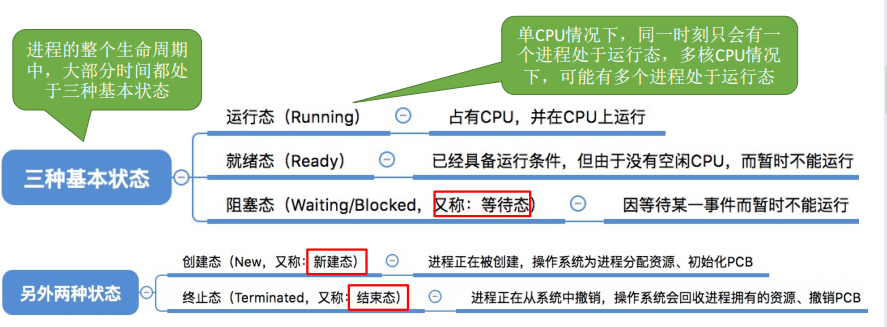 进程的整个生命周期
中，大部分时间都处
于三种基本状态
单CPU情况下，同一时刻只会有一
个进程处于运行态，多核CPU情况
下，可能有多个进程处于运行态
三种基本状态
运行态（Running） 占有CPU，并在CPU上运行
就绪态（Ready） 已经具备运行条件，但由于没有空闲CPU，而暂时不能运行
阻塞态（Waiting/Blocked，又称：等待态） 因等待某一事件而暂时不能运行
另外两种状态
创建态（New，又称：新建态） 进程正在被创建，操作系统为进程分配资源、初始化PCB
终止态（Terminated，又称：结束态） 进程正在从系统中撤销，操作系统会回收进程拥有的资源、撤销PCB